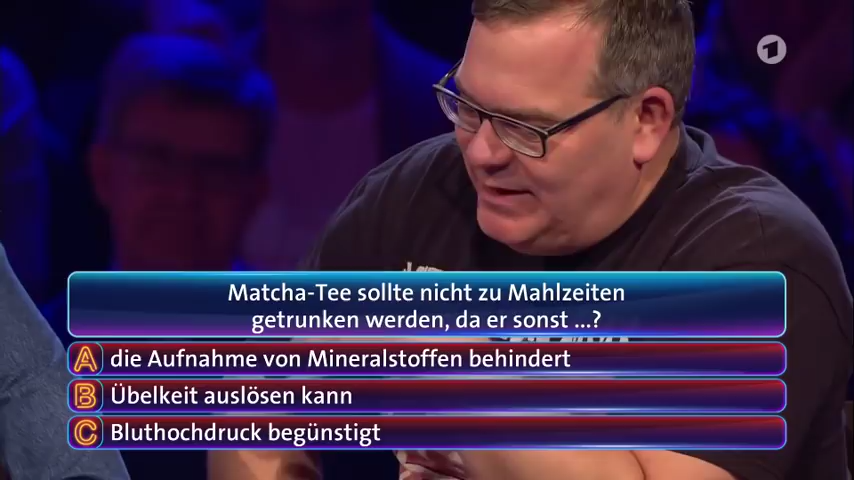 1
Matcha-Tee sollte nicht zu Mahlzeiten
getrunken werden, da er sonst ...?
A die Aufnahme von Mineralstoffen behindert
B Übelkeit auslösen kann
C Bluthochdruck begünstigt